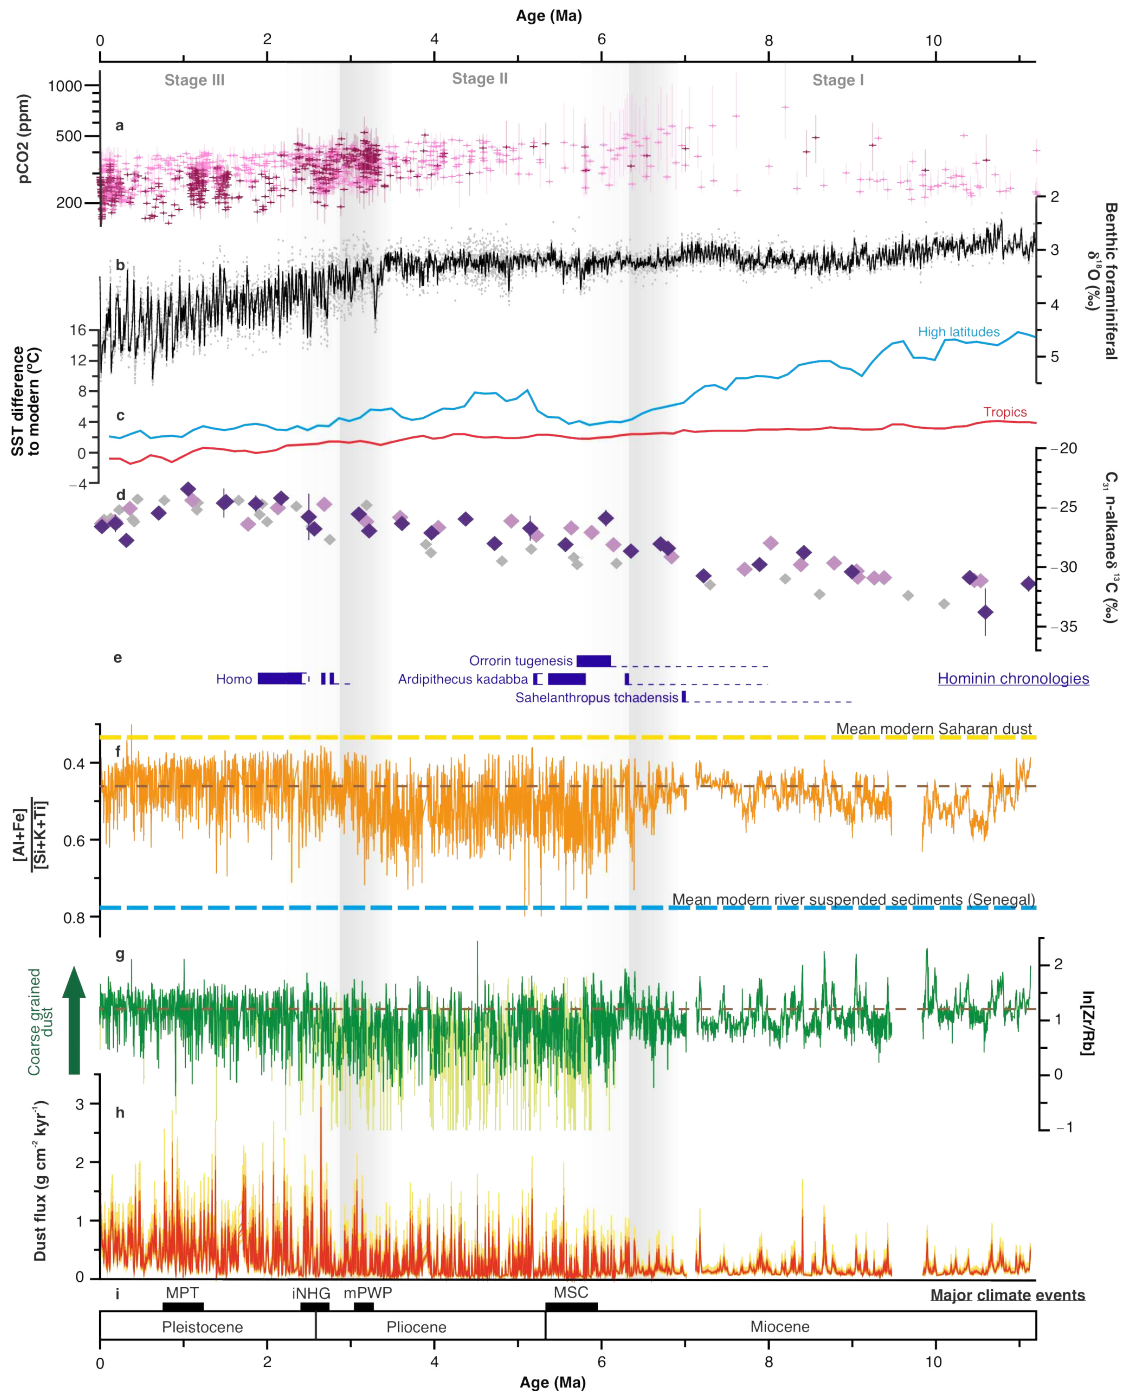 Age (Ma)
0 2 4 6 8 10
Stage III Stage II Stage I
a
pCO2 (ppm)
1000
500
200
2
3
4
5
Benthic foraminiferal
δ18O (‰)
b
16
12
8
4
0
−4
SST difference
to modern (ºC)
c
High latitudes
Tropics
−20
−25
−30
−35
C31 n-alkaneδ 13C (‰)
d
e
Orrorin tugenesis
Homo
Ardipithecus kadabba
Hominin chronologies
Sahelanthropus tchadensis
Mean modern Saharan dust
f
0.4
0.6
0.8
[Al+Fe]
[Si+K+Ti]
Mean modern river suspended sediments (Senegal)
g
Coarse grained
dust
2
1
0
−1
ln[Zr/Rb]
h
3
2
1
0
Dust flux (g cm-2 kyr-1)
i
MPT iNHG mPWP MSC
Major climate events
Pleistocene Pliocene Miocene
0 2 4 6 8 10
Age (Ma)